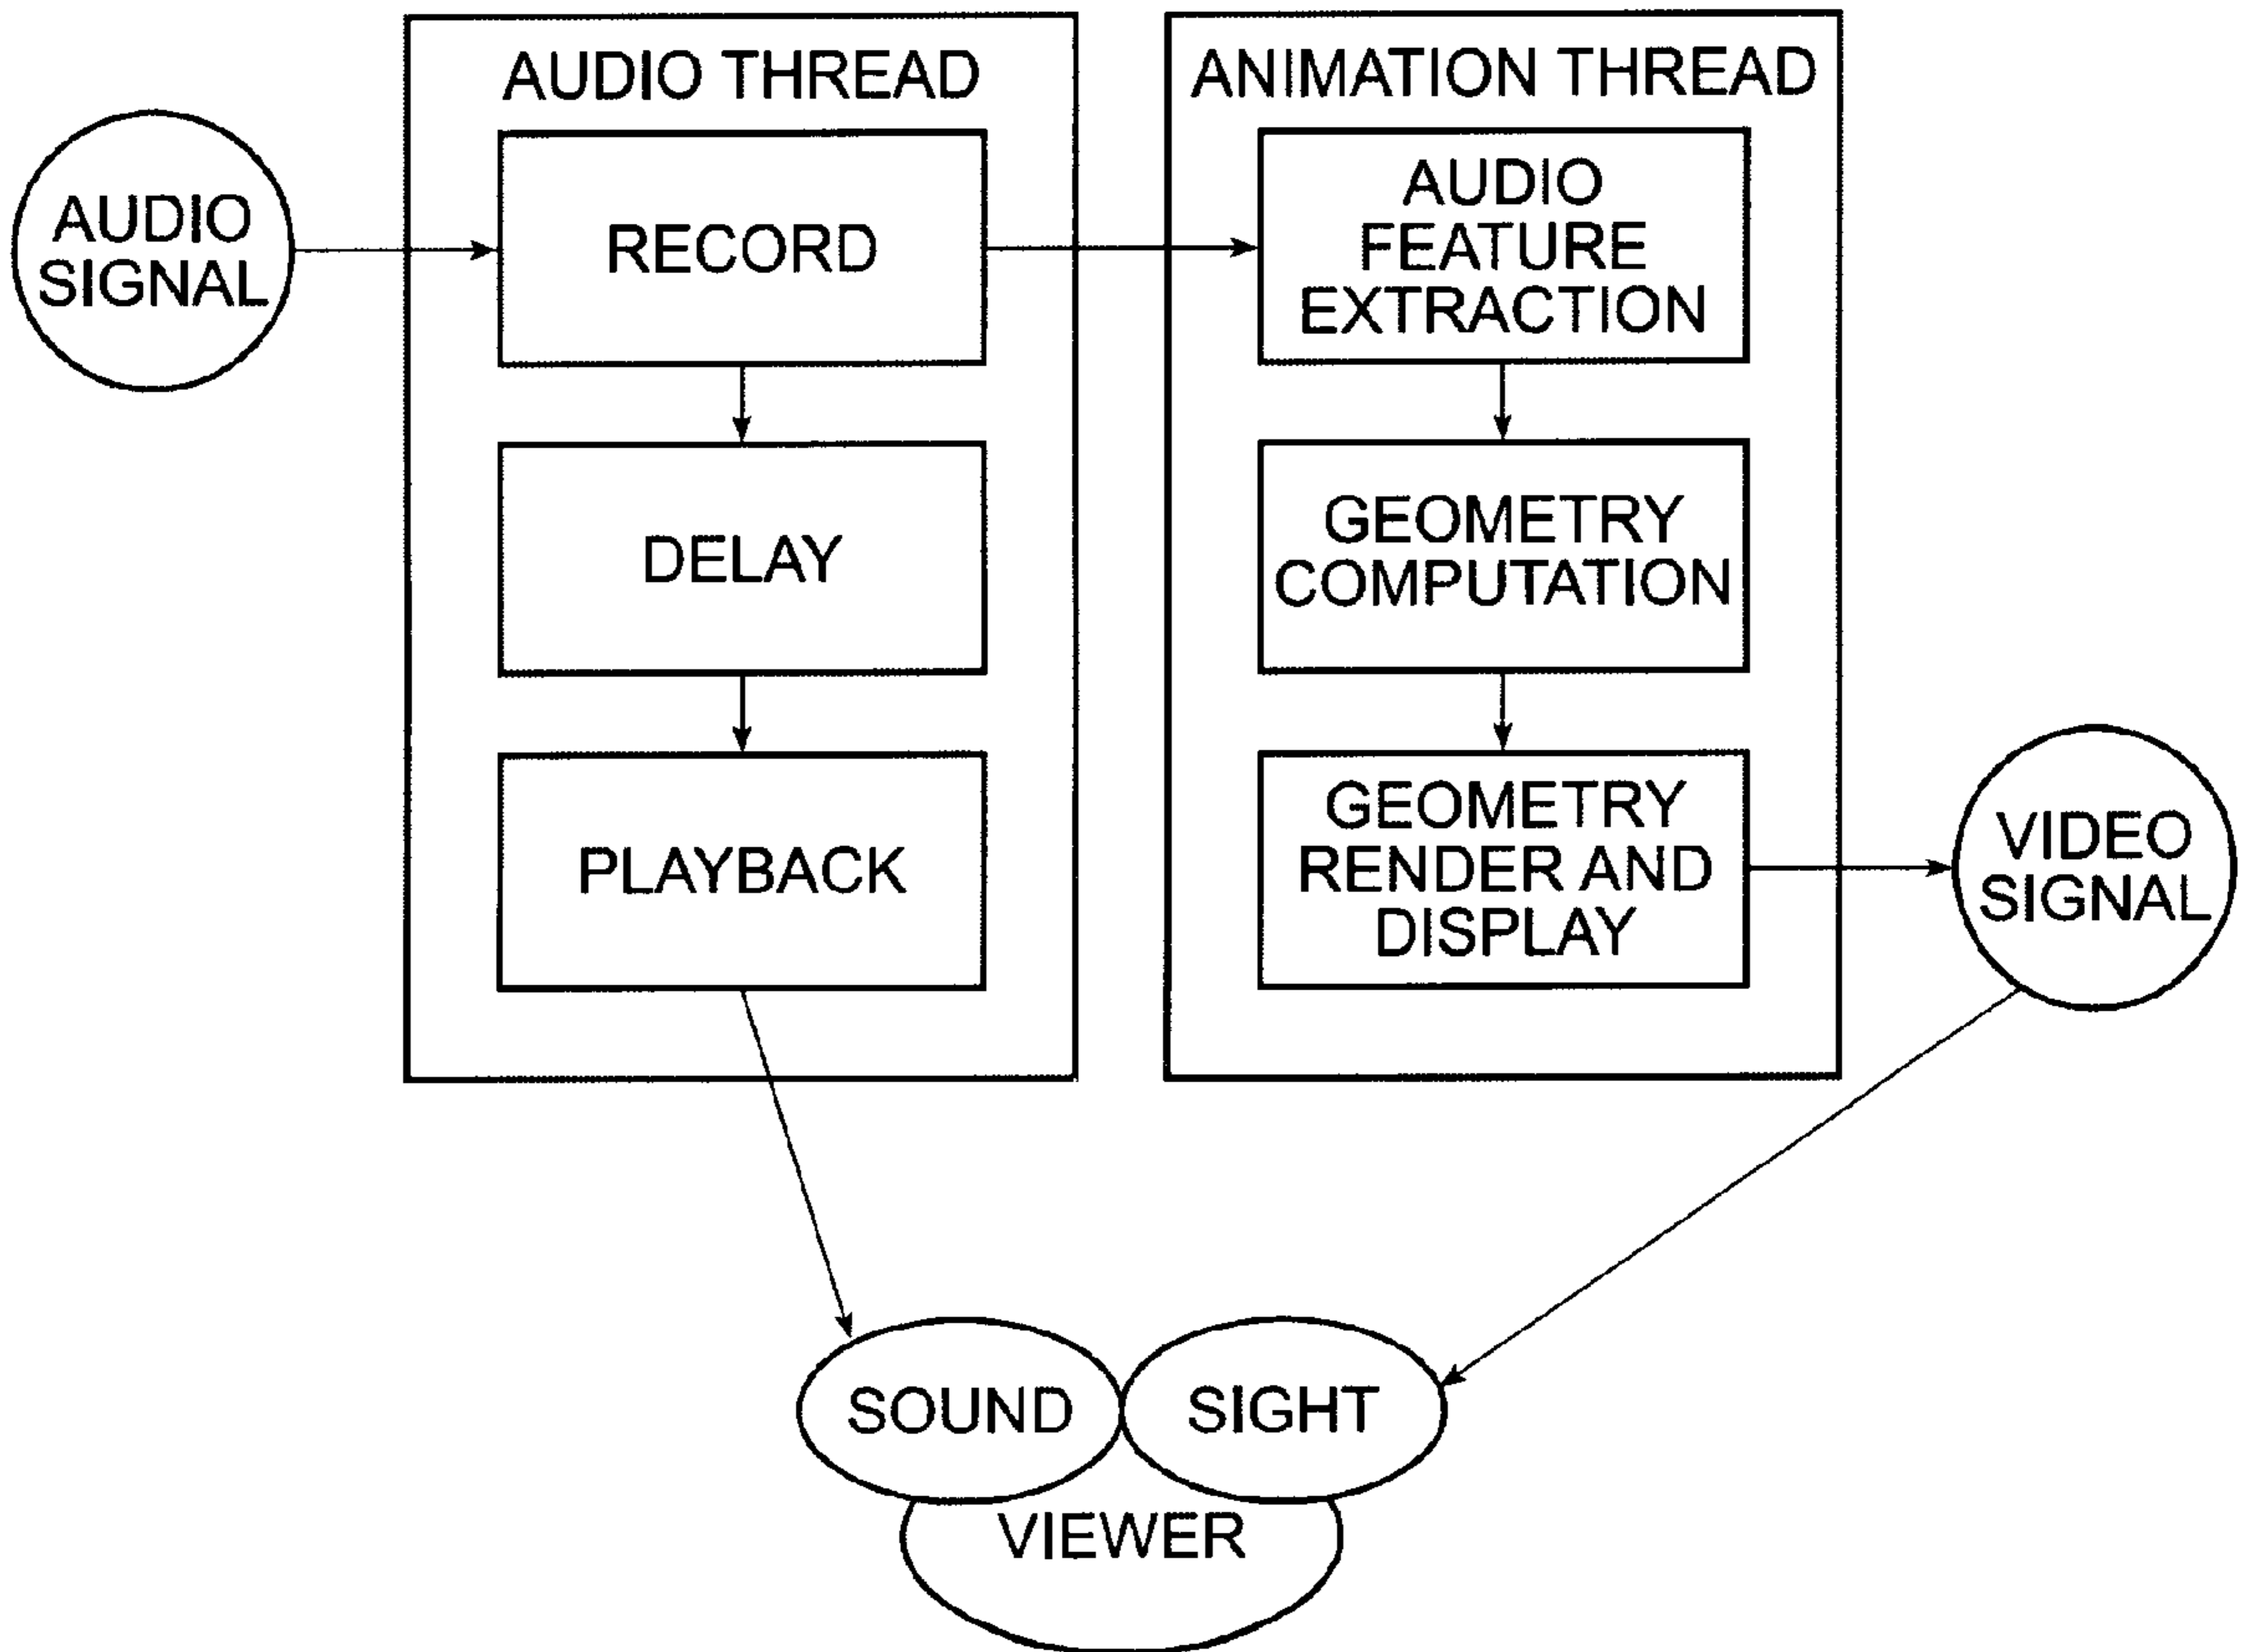 AUDIO
SIGNAL
AUDIO THREAD
RECORD
DELAY
PLAYBACK
ANIMATION THREAD
AUDIO
FEATURE
EXTRACTION
GEOMETRY
COMPUTATION
GEOMETRY
RENDER AND
DISPLAY
VIDEO
SIGNAL
SOUND
SIGHT
VIEWER